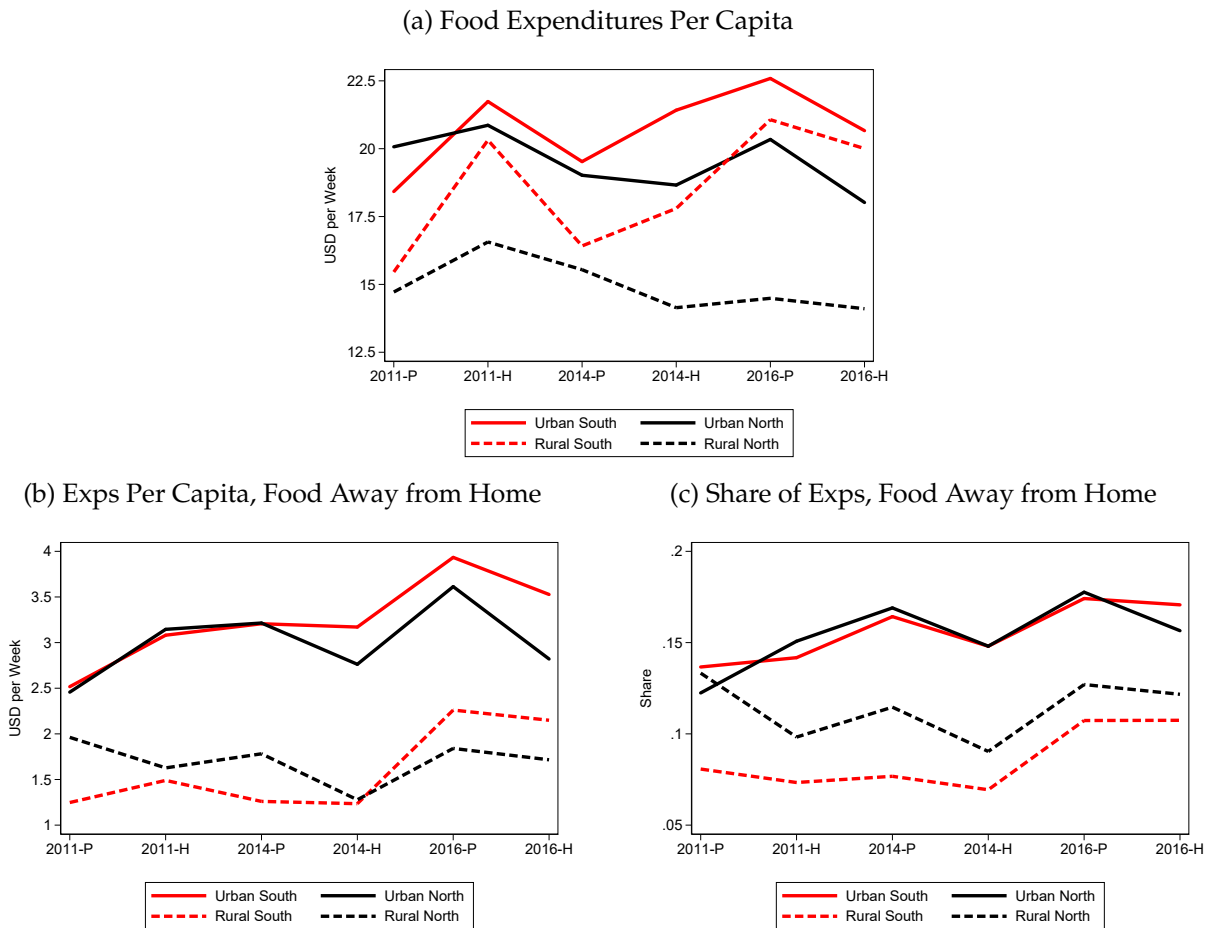 (a) Food Expenditures Per Capita
22.5
20
17.5
15
12.5
USD per Week
2011-P 2011-H 2014-P 2014-H 2016-P 2016-H
Urban South Urban North
Rural South Rural North
(b) Exps Per Capita, Food Away from Home
4
3.5
3
2.5
2
1.5
1
USD per Week
2011-P 2011-H 2014-P 2014-H 2016-P 2016-H
Urban South Urban North
Rural South Rural North
(c) Share of Exps, Food Away from Home
.2
.15
.1
.05
Share
2011-P 2011-H 2014-P 2014-H 2016-P 2016-H
Urban South Urban North
Rural South Rural North